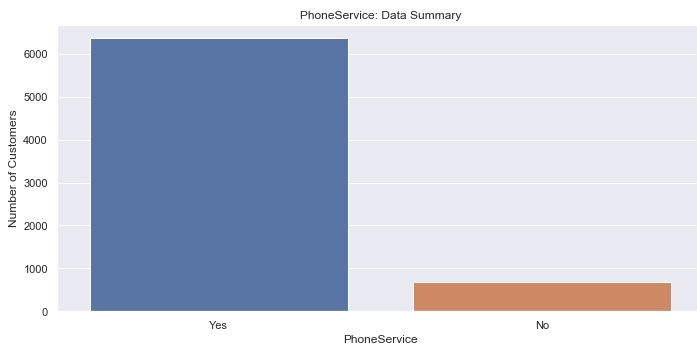 PhoneService: Data Summary
Number of Customers
6000
5000
4000
3000
2000
1000
0
Yes
No
PhoneService